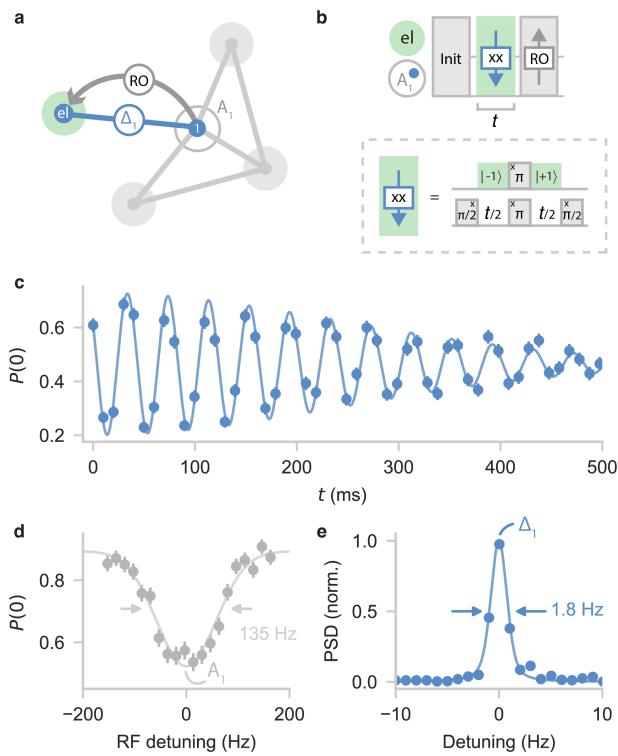 a
RO
A₁
el
Δ₁
1
b
el
A
Init
xx
RO
t
xx
=
|-1⟩
x
π
|+1⟩
x
π/2
t/2
x
π
t/2
x
π/2
c
P(0)
0.6
0.4
0.2
0
100
200
300
400
500
t (ms)
d
P(0)
0.8
0.6
135 Hz
A₁
−200
0
200
RF detuning (Hz)
e
Δ₁
PSD (norm.)
1.0
0.5
0.0
1.8 Hz
−10
0
10
Detuning (Hz)